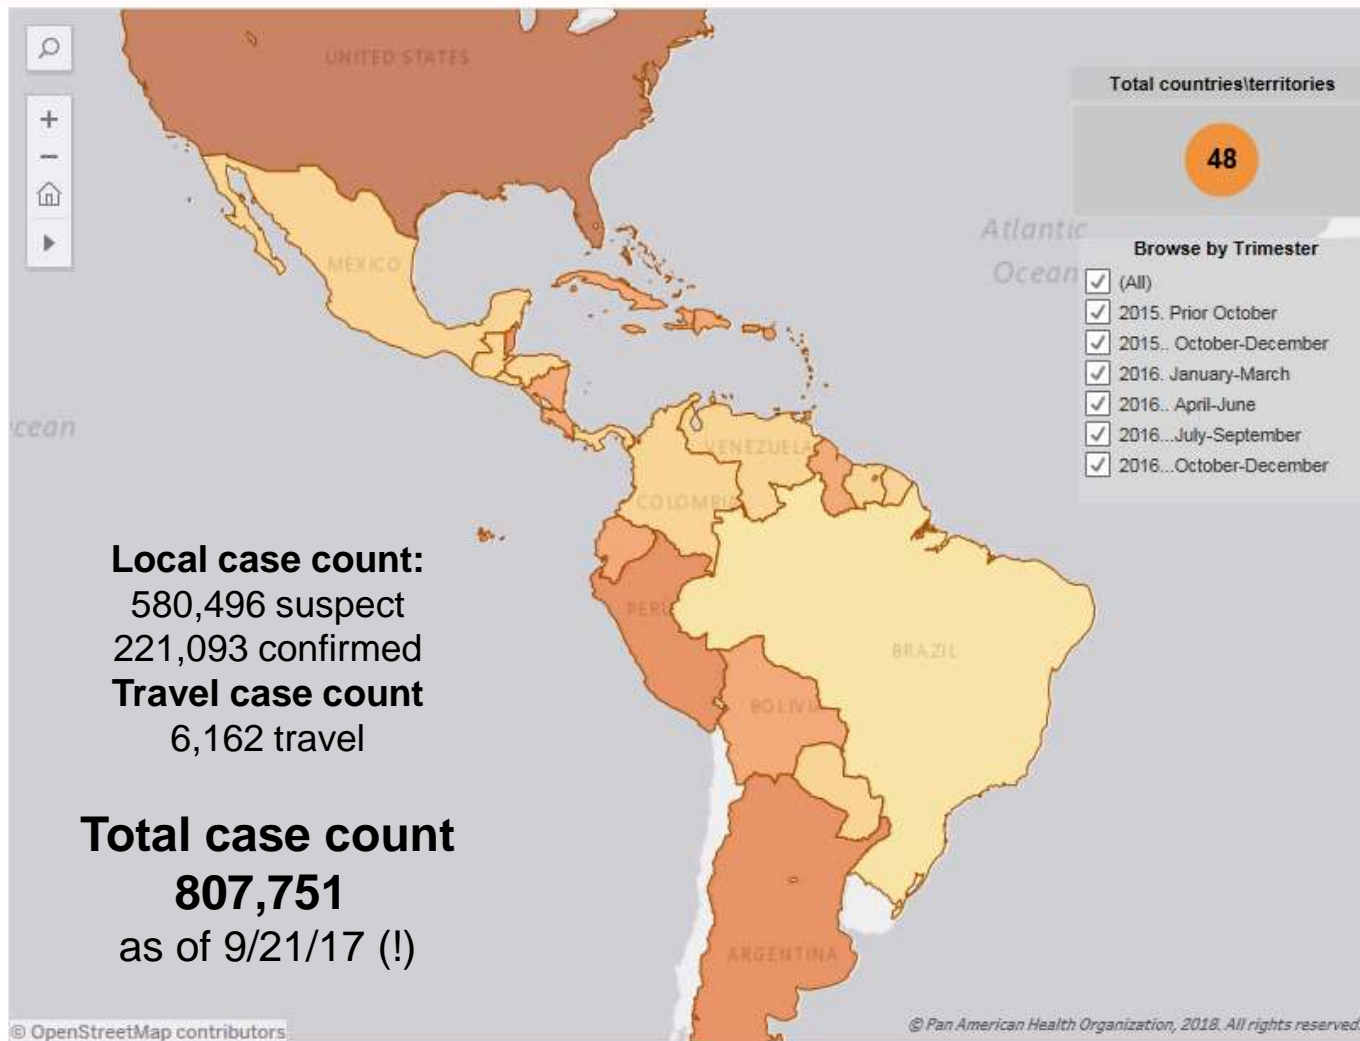 UNITED STATES
MEXICO
Atlantic
Ocean
cean
VENEZUELA
COLOMBIA
PERU
BRAZIL
BOLIVIA
ARGENTINA
Total countries\territories
48
Browse by Trimester
(All)
2015. Prior October
2015.. October-December
2016. January-March
2016.. April-June
2016...July-September
2016...October-December
Local case count:
580,496 suspect
221,093 confirmed
Travel case count
6,162 travel
Total case count
807,751
as of 9/21/17 (!)
© OpenStreetMap contributors
© Pan American Health Organization, 2018. All rights reserved.